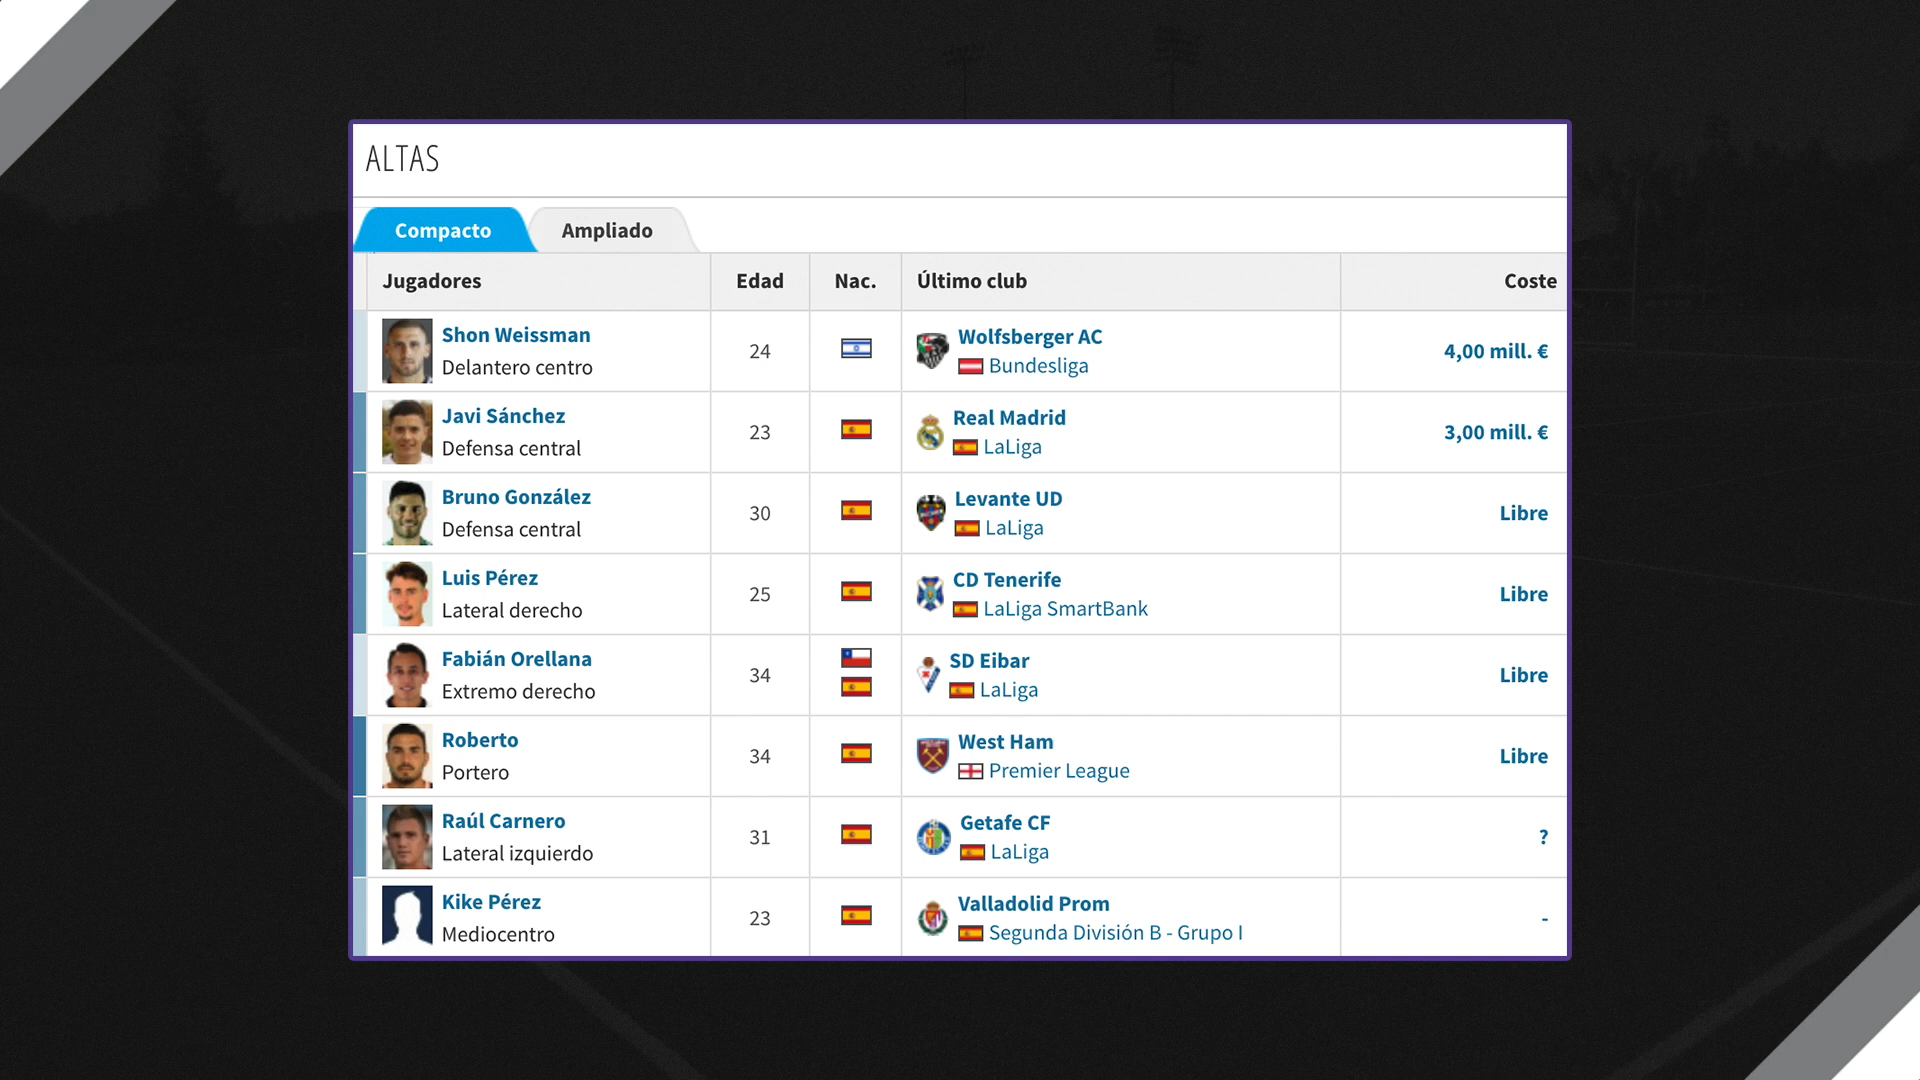 ALTAS
Compacto Ampliado
Jugadores Edad Nac. Último club Coste
Shon Weissman
Delantero centro
24
Wolfsberger AC
Bundesliga
4,00 mill. €
Javi Sánchez
Defensa central
23
Real Madrid
LaLiga
3,00 mill. €
Bruno González
Defensa central
30
Levante UD
LaLiga
Libre
Luis Pérez
Lateral derecho
25
CD Tenerife
LaLiga SmartBank
Libre
Fabián Orellana
Extremo derecho
34
SD Eibar
LaLiga
Libre
Roberto
Portero
34
West Ham
Premier League
Libre
Raúl Carnero
Lateral izquierdo
31
Getafe CF
LaLiga
?
Kike Pérez
Mediocentro
23
Valladolid Prom
Segunda División B - Grupo I
-